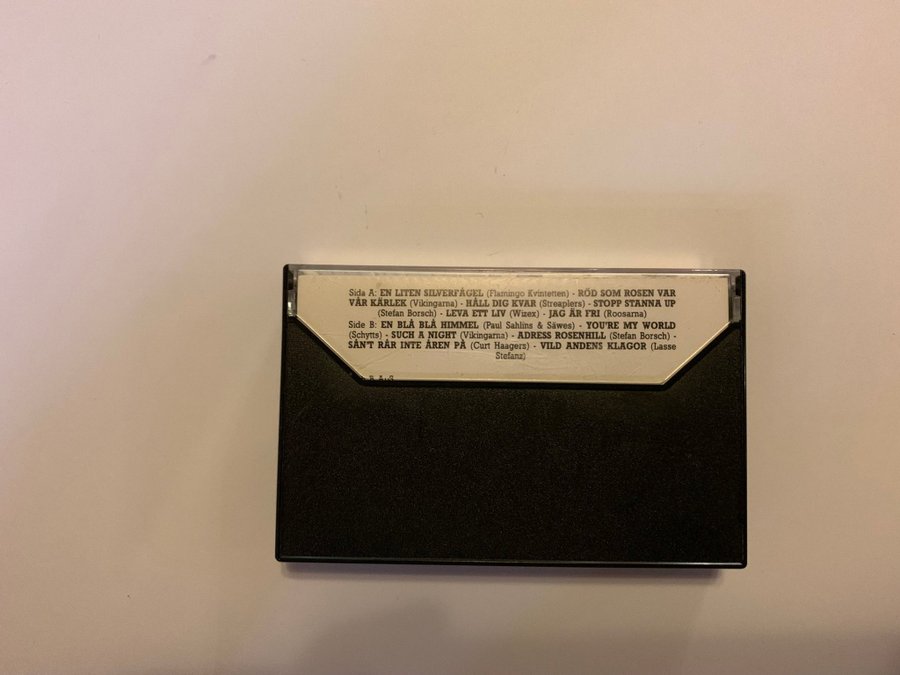 Sida A: EN LITEN SILVERFÅGEL (Flamingo Kvintetten) - RÖD SOM ROSEN VAR
VÅR KÄRLEK (Vikingarna) - HÅLL DIG KVAR (Streaplers) - STOPP STANNA UP
(Stefan Borsch) - LEVA ETT LIV (Wizex) - JAG ÄR FRI (Roosarna)
Side B: EN BLÅ BLÅ HIMMEL (Paul Sahlins & Säwes) - YOU'RE MY WORLD
(Schytts) - SUCH A NIGHT (Vikingarna) - ADRESS ROSENHILL (Stefan Borsch) -
SÅN'T RÅR INTE ÅREN PÅ (Curt Haagers) - VILD ANDENS KLAGOR (Lasse
Stefanz)